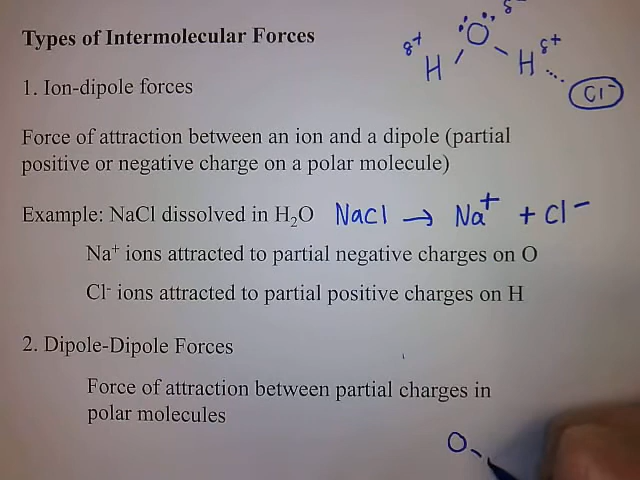 δ-
Types of Intermolecular Forces
δ+ H O H δ+
Cl-
1. Ion-dipole forces
Force of attraction between an ion and a dipole (partial
positive or negative charge on a polar molecule)
Example: NaCl dissolved in H₂O NaCl → Na⁺ + Cl⁻
Na⁺ ions attracted to partial negative charges on O
Cl⁻ ions attracted to partial positive charges on H
2. Dipole-Dipole Forces
Force of attraction between partial charges in
polar molecules
O